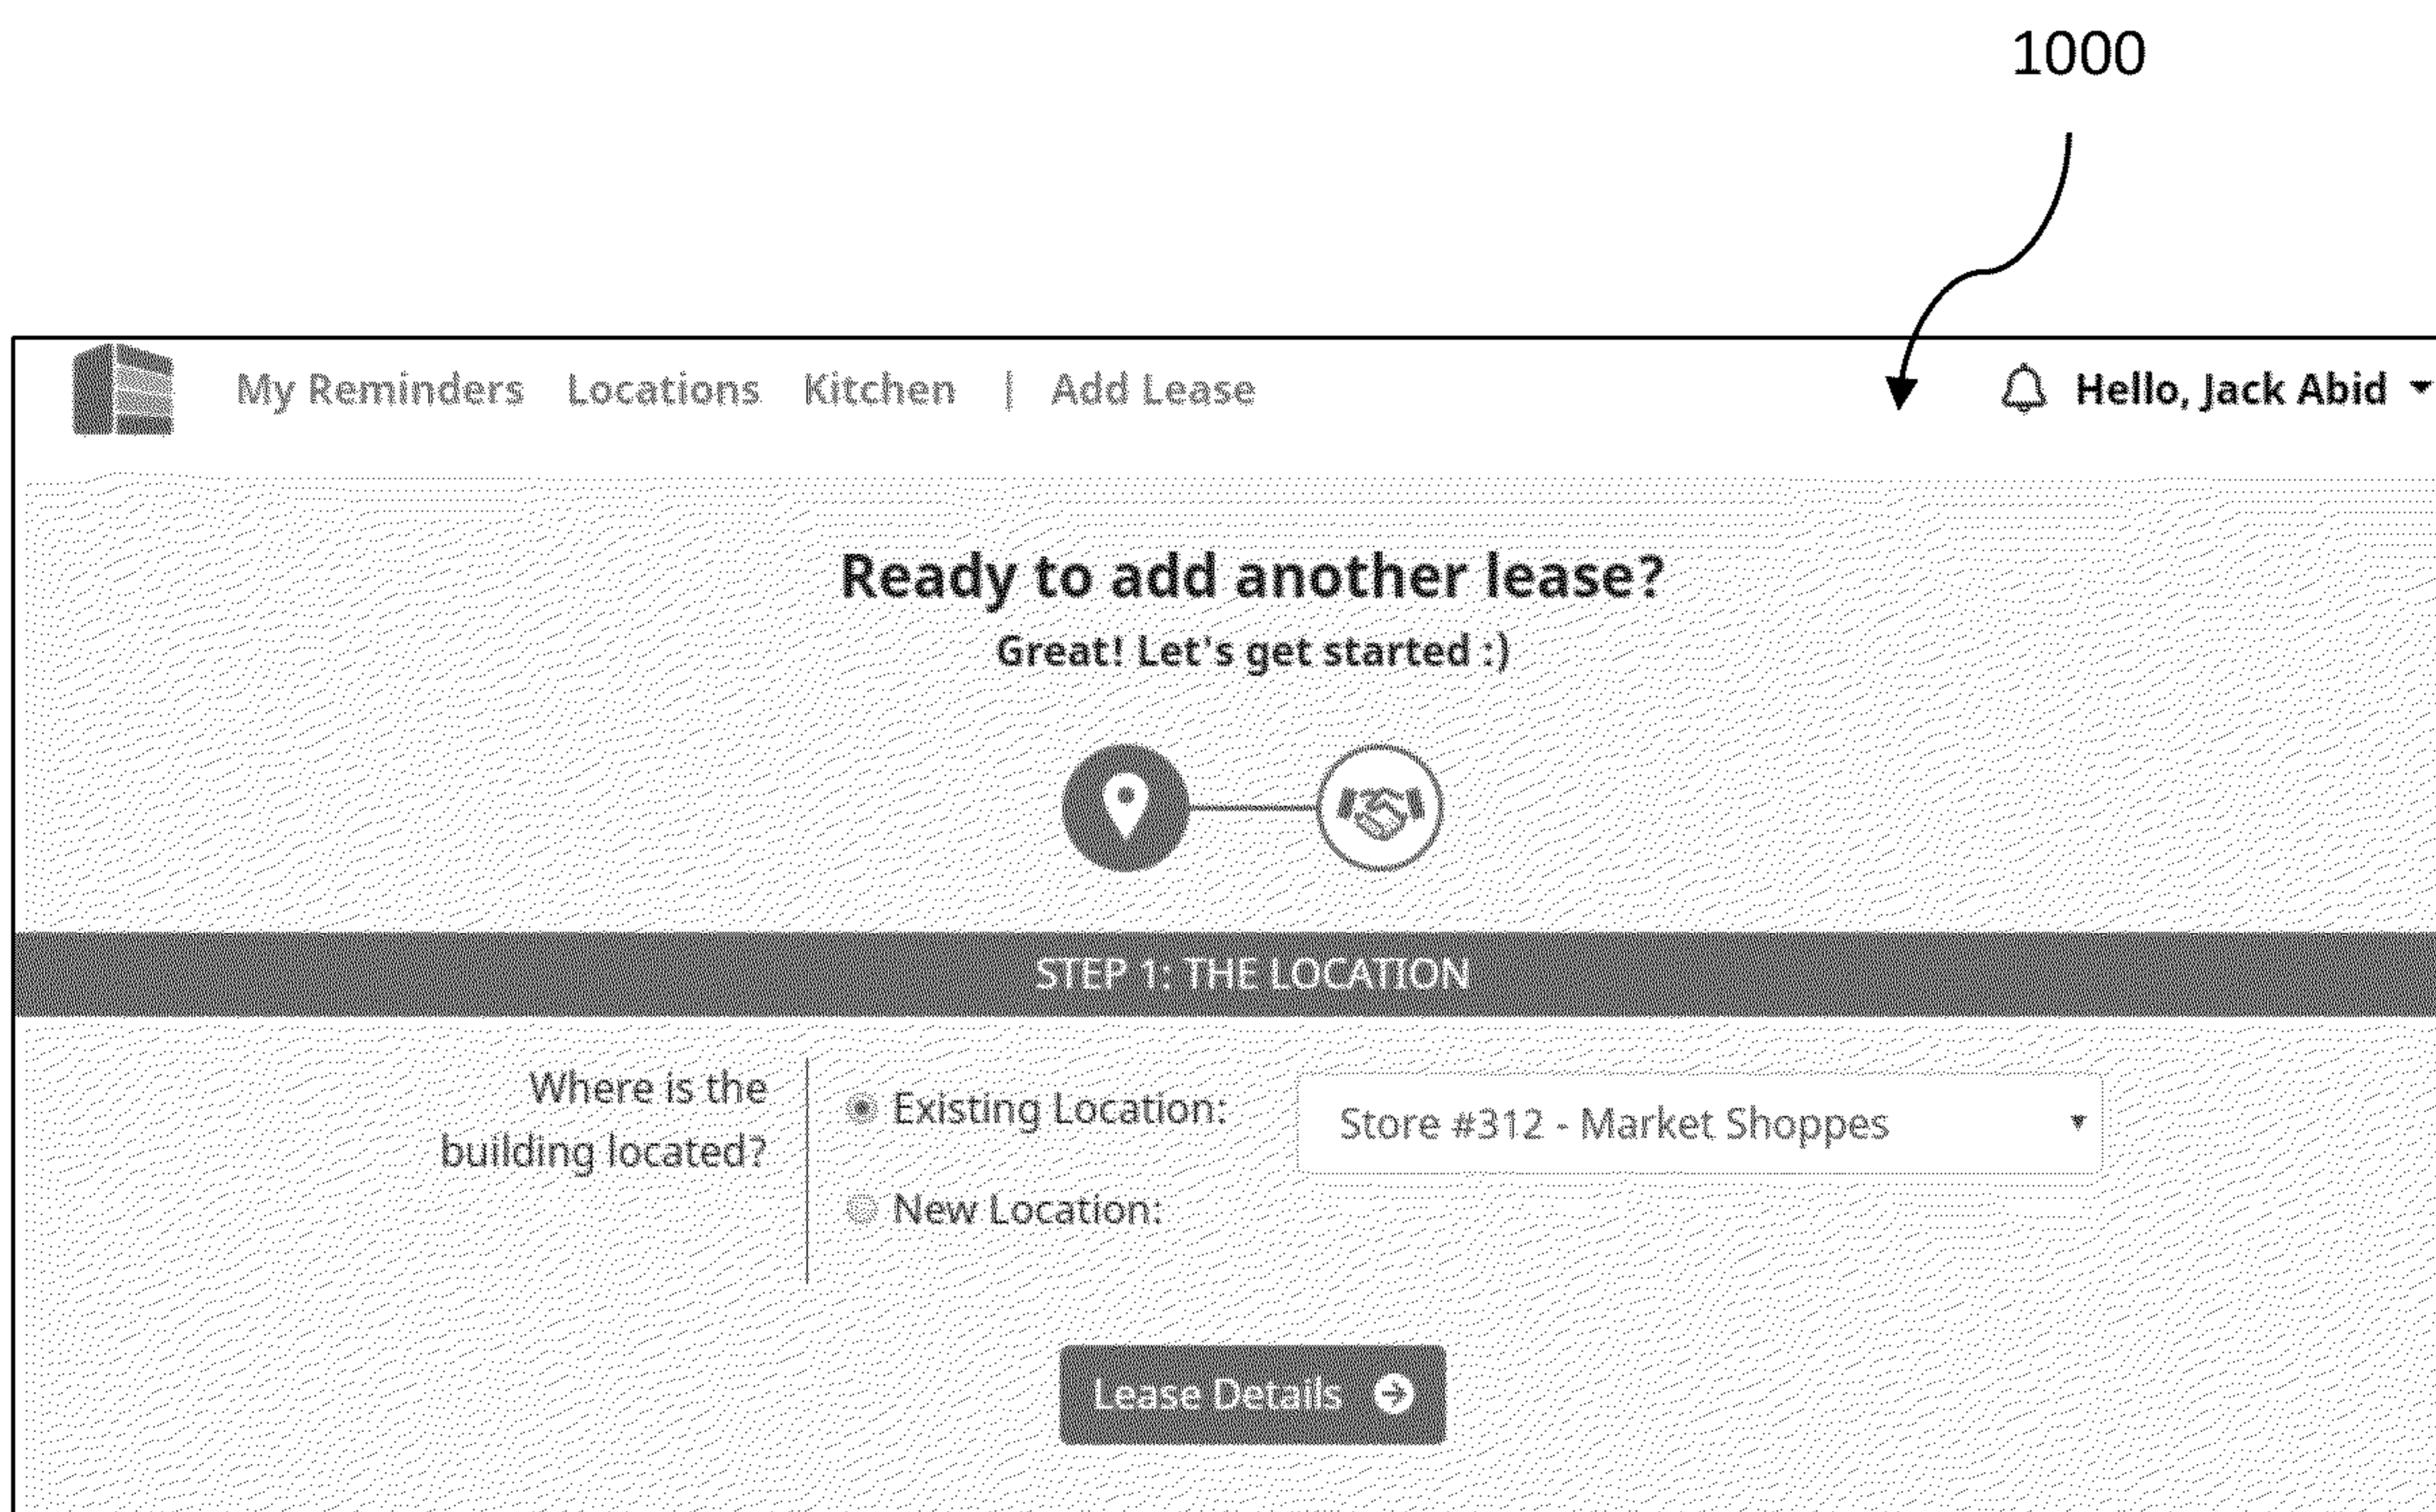 1000
My Reminders Locations Kitchen | Add Lease Hello, Jack Abid
Ready to add another lease?
Great! Let's get started :)
STEP 1: THE LOCATION
Where is the
building located?
Existing Location: Store #312 - Market Shoppes
New Location:
Lease Details